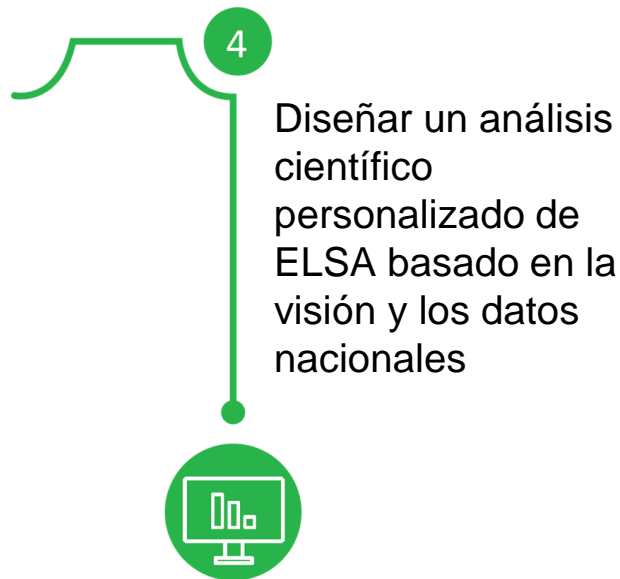 4
Diseñar un análisis
científico
personalizado de
ELSA basado en la
visión y los datos
nacionales